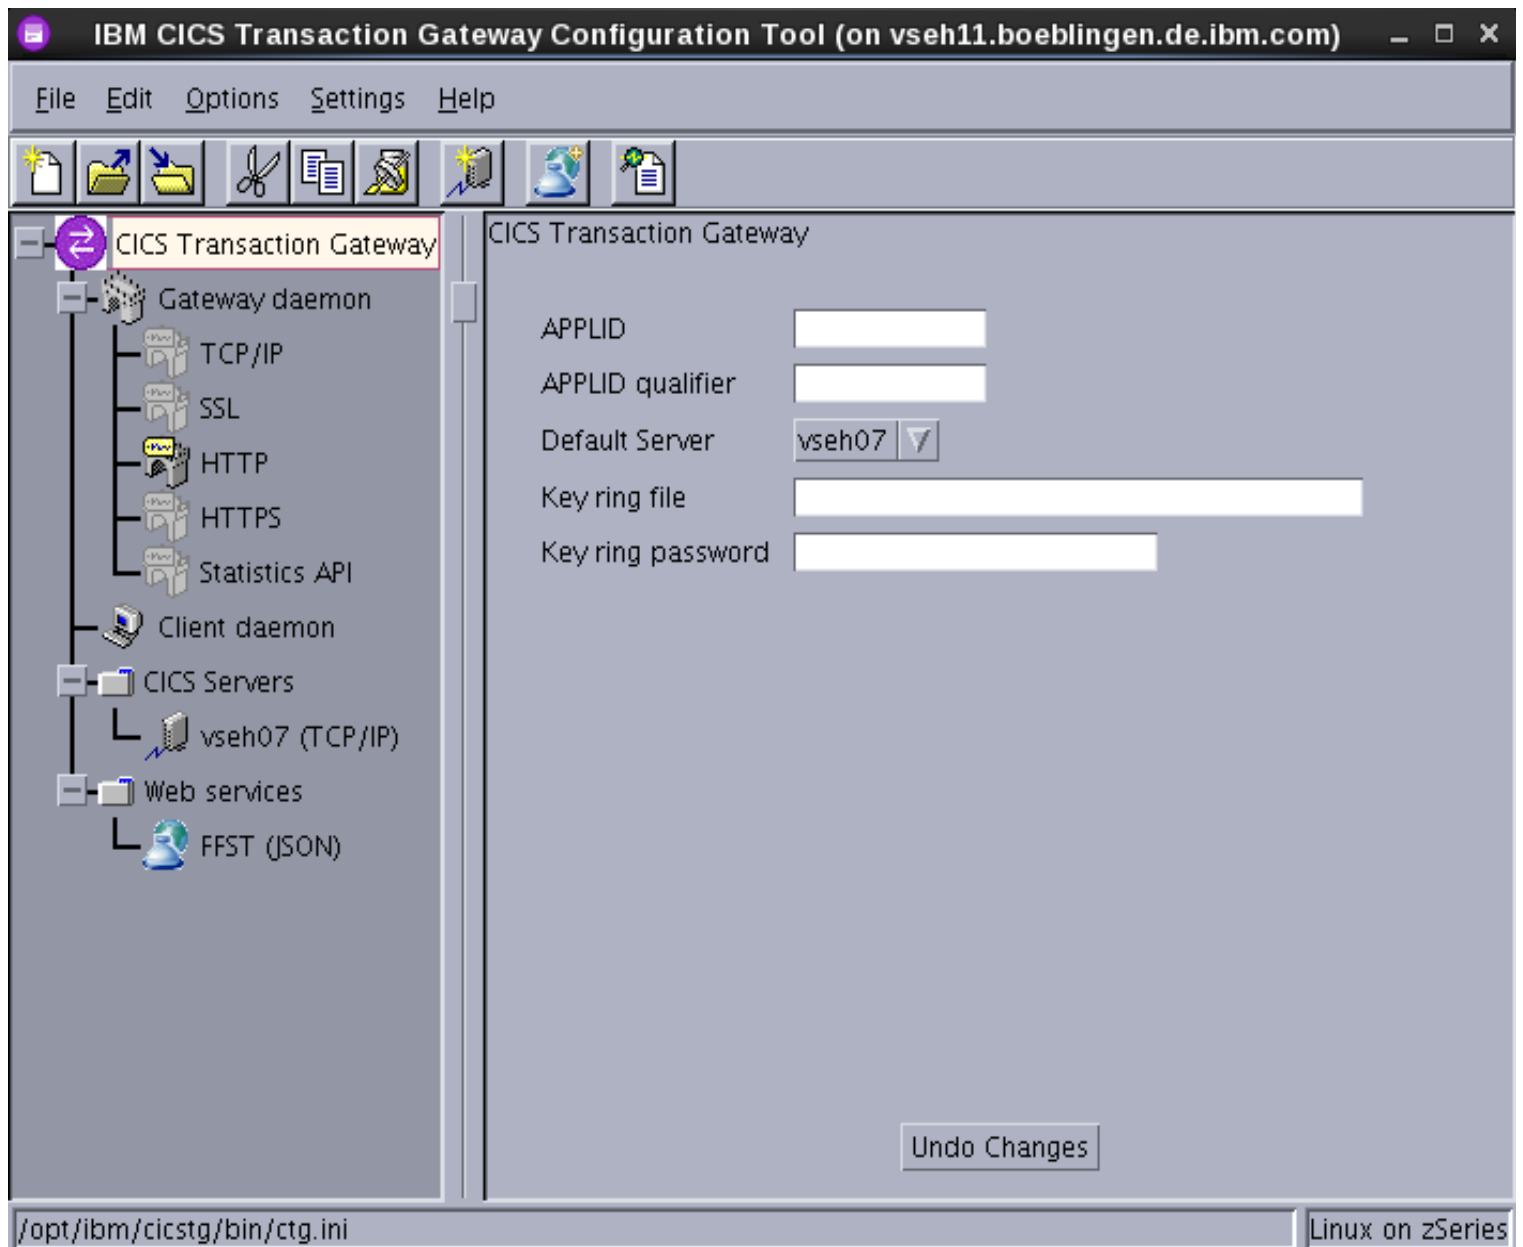 IBM CICS Transaction Gateway Configuration Tool (on vseh11.boeblingen.de.ibm.com)
File Edit Options Settings Help
CICS Transaction Gateway
Gateway daemon
TCP/IP
SSL
HTTP
HTTPS
Statistics API
Client daemon
CICS Servers
vseh07 (TCP/IP)
Web services
FFST (JSON)
CICS Transaction Gateway
APPLID
APPLID qualifier
Default Server vseh07
Key ring file
Key ring password
Undo Changes
/opt/ibm/cicstg/bin/ctg.ini
Linux on zSeries